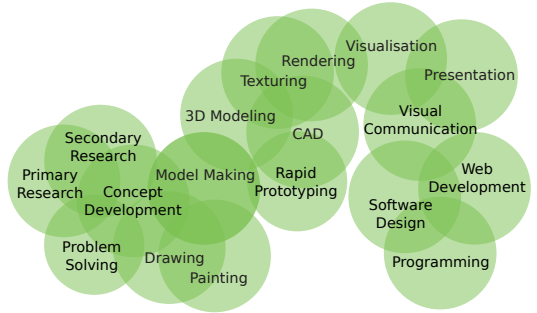 Visualisation
Rendering
Presentation
Texturing
3D Modeling
Visual
Communication
CAD
Secondary
Research
Primary
Research
Model Making
Rapid
Prototyping
Web
Development
Concept
Development
Software
Design
Problem
Solving
Drawing
Programming
Painting